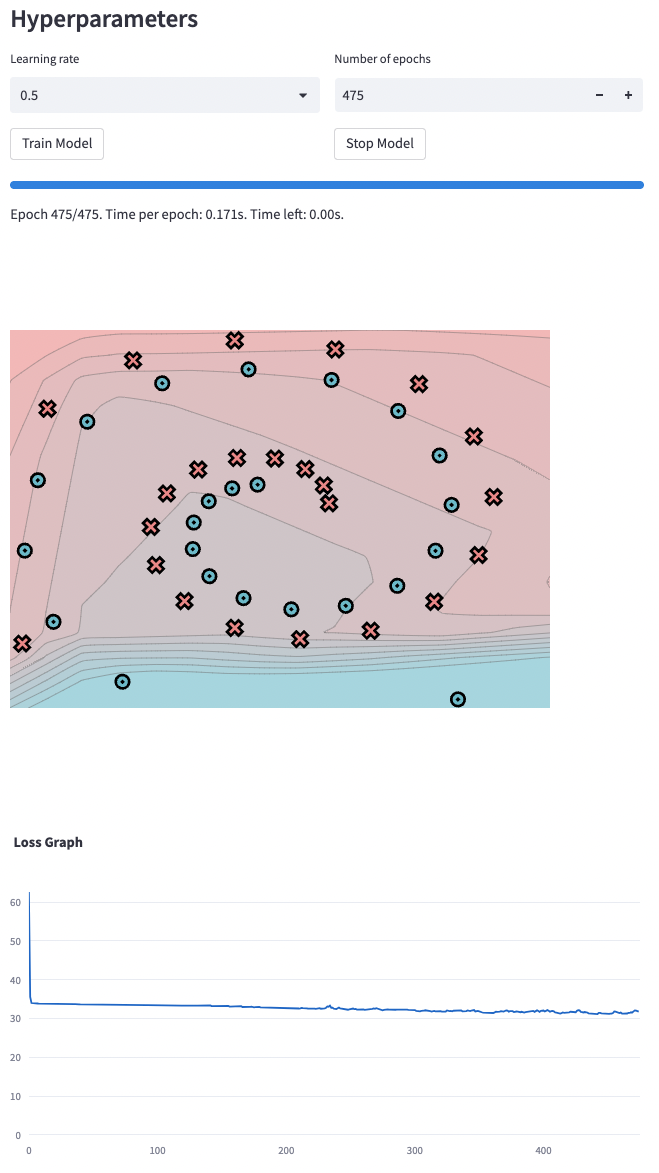 Hyperparameters
Learning rate
Number of epochs
0.5
475
− +
Train Model
Stop Model
Epoch 475/475. Time per epoch: 0.171s. Time left: 0.00s.
Loss Graph
60
50
40
30
20
10
0
0 100 200 300 400